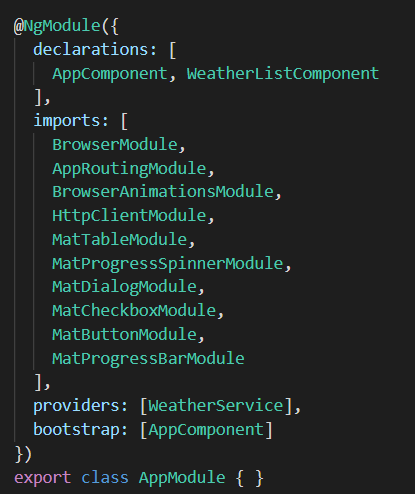 @NgModule({
  declarations: [
    AppComponent, WeatherListComponent
  ],
  imports: [
    BrowserModule,
    AppRoutingModule,
    BrowserAnimationsModule,
    HttpClientModule,
    MatTableModule,
    MatProgressSpinnerModule,
    MatDialogModule,
    MatCheckboxModule,
    MatButtonModule,
    MatProgressBarModule
  ],
  providers: [WeatherService],
  bootstrap: [AppComponent]
})
export class AppModule { }